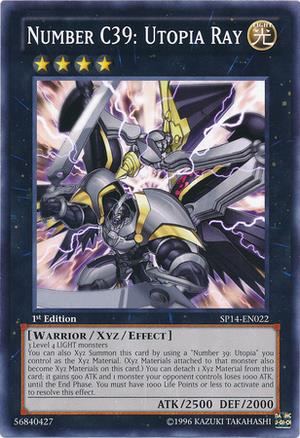 NUMBER C39: UTOPIA RAY
LIGHT
光
1st Edition
SP14-EN022
[WARRIOR / XYZ / EFFECT]
3 Level 4 LIGHT monsters
You can also Xyz Summon this card by using a "Number 39: Utopia" you
control as the Xyz Material. (Xyz Materials attached to that monster also
become Xyz Materials on this card.) You can detach 1 Xyz Material from this
card; it gains 500 ATK and 1 monster your opponent controls loses 1000 ATK,
until the End Phase. You must have 1000 Life Points or less to activate and
to resolve this effect.
ATK/2500 DEF/2000
56840427
©1996 KAZUKI TAKAHASHI